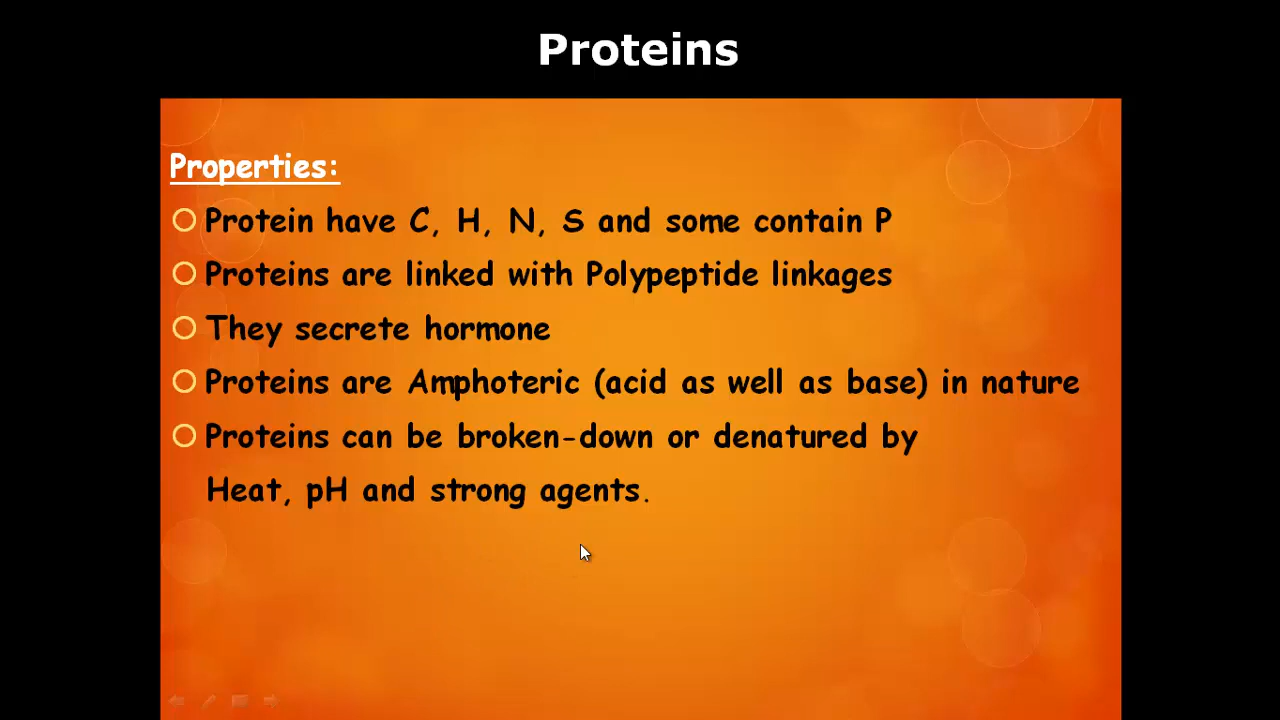 Proteins
Properties:
Protein have C, H, N, S and some contain P
Proteins are linked with Polypeptide linkages
They secrete hormone
Proteins are Amphoteric (acid as well as base) in nature
Proteins can be broken-down or denatured by
Heat, pH and strong agents.